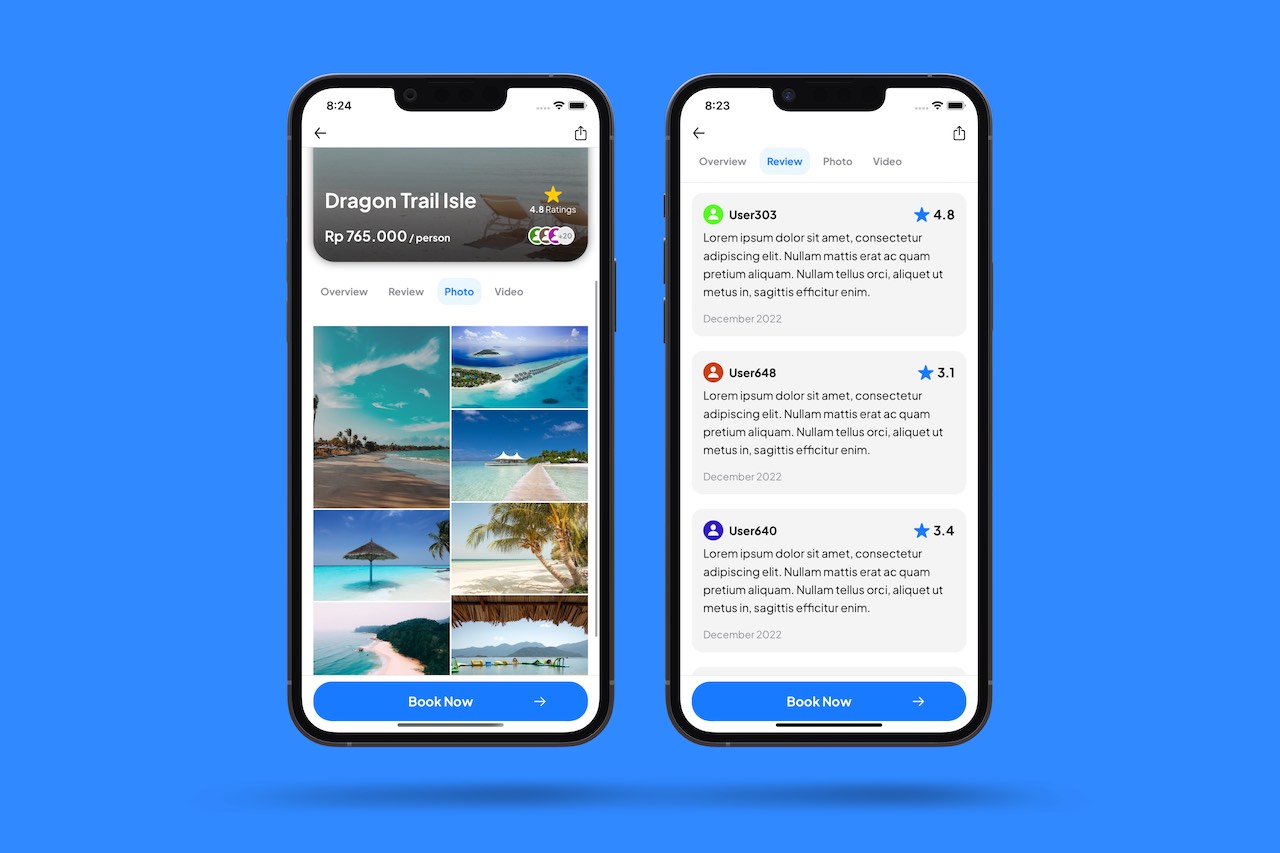 8:24
Dragon Trail Isle
4.8 Ratings
Rp 765.000 / person
+20
Overview Review Photo Video
Book Now
8:23
Overview Review Photo Video
User303 4.8
Lorem ipsum dolor sit amet, consectetur
adipiscing elit. Nullam mattis erat ac quam
pretium aliquam. Nullam tellus orci, aliquet ut
metus in, sagittis efficitur enim.
December 2022
User648 3.1
Lorem ipsum dolor sit amet, consectetur
adipiscing elit. Nullam mattis erat ac quam
pretium aliquam. Nullam tellus orci, aliquet ut
metus in, sagittis efficitur enim.
December 2022
User640 3.4
Lorem ipsum dolor sit amet, consectetur
adipiscing elit. Nullam mattis erat ac quam
pretium aliquam. Nullam tellus orci, aliquet ut
metus in, sagittis efficitur enim.
December 2022
Book Now